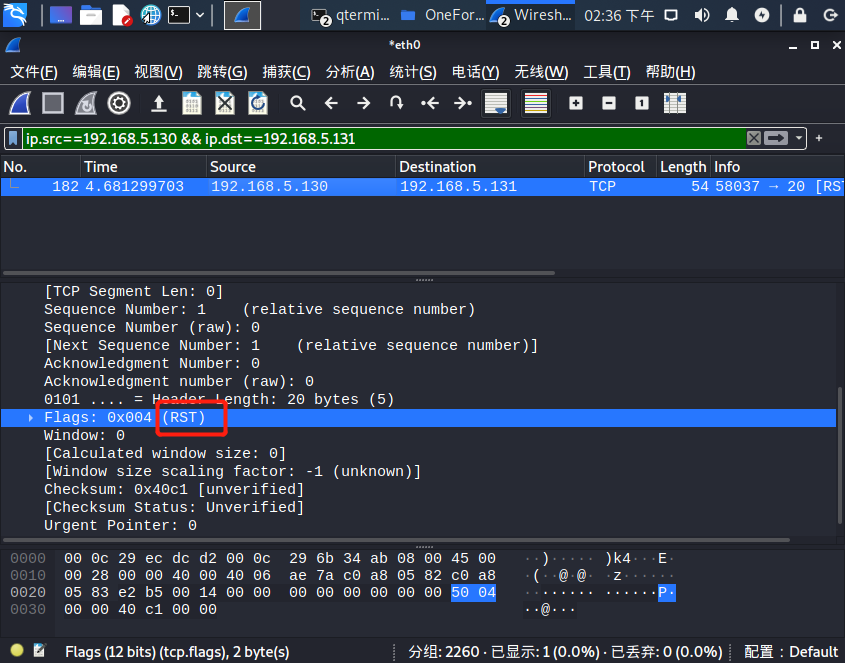 qtermi... OneFor... Wiresh... 02:36 下午
*eth0
文件(F) 编辑(E) 视图(V) 跳转(G) 捕获(C) 分析(A) 统计(S) 电话(Y) 无线(W) 工具(T) 帮助(H)
ip.src==192.168.5.130 && ip.dst==192.168.5.131
No. Time Source Destination Protocol Length Info
182 4.681299703 192.168.5.130 192.168.5.131 TCP 54 58037 → 20 [RST
[TCP Segment Len: 0]
Sequence Number: 1 (relative sequence number)
Sequence Number (raw): 0
[Next Sequence Number: 1 (relative sequence number)]
Acknowledgment Number: 0
Acknowledgment number (raw): 0
0101 .... = Header Length: 20 bytes (5)
Flags: 0x004 (RST)
Window: 0
[Calculated window size: 0]
[Window size scaling factor: -1 (unknown)]
Checksum: 0x40c1 [unverified]
[Checksum Status: Unverified]
Urgent Pointer: 0
0000 00 0c 29 ec dc d2 00 0c 29 6b 34 ab 08 00 45 00 ··)····· )k4···E·
0010 00 28 00 00 40 00 40 06 ae 7a c0 a8 05 82 c0 a8 ·(··@·@· ·z······
0020 05 83 e2 b5 00 14 00 00 00 00 00 00 00 00 50 04 ········ ······P·
0030 00 00 40 c1 00 00 ··@···
Flags (12 bits) (tcp.flags), 2 byte(s) 分组: 2260 · 已显示: 1 (0.0%) · 已丢弃: 0 (0.0%) 配置：Default